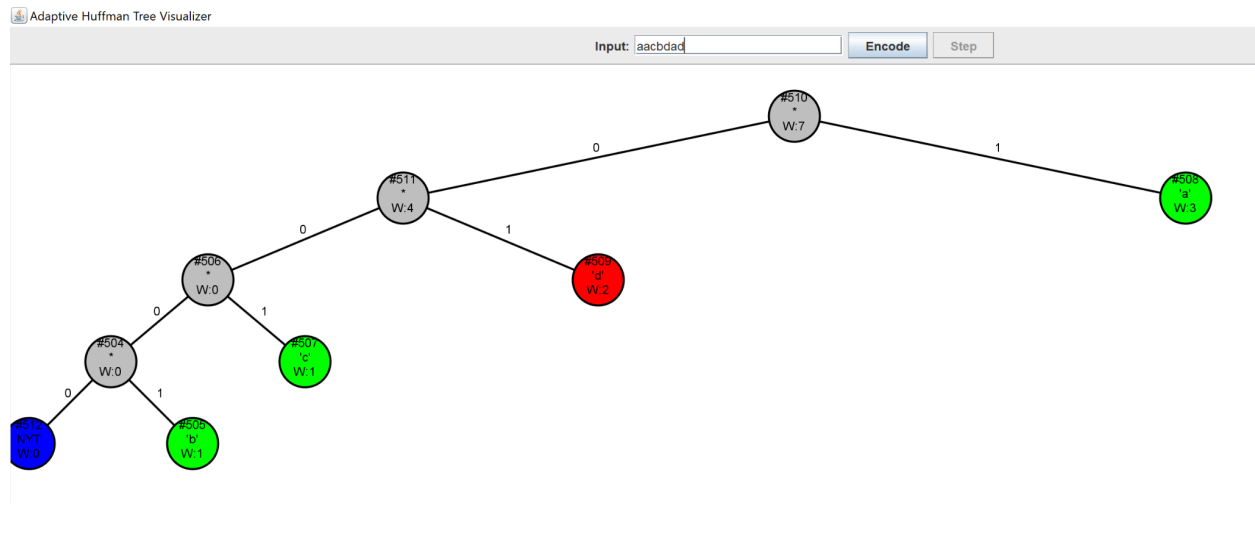 Adaptive Huffman Tree Visualizer
Input: aacbdad Encode Step
#510
*
W:7
0
1
#511
*
W:4
#508
'a'
W:3
0
1
#506
*
W:0
#509
'd'
W:2
0
1
#504
*
W:0
#507
'c'
W:1
0
1
#512
NYT
W:0
#505
'b'
W:1